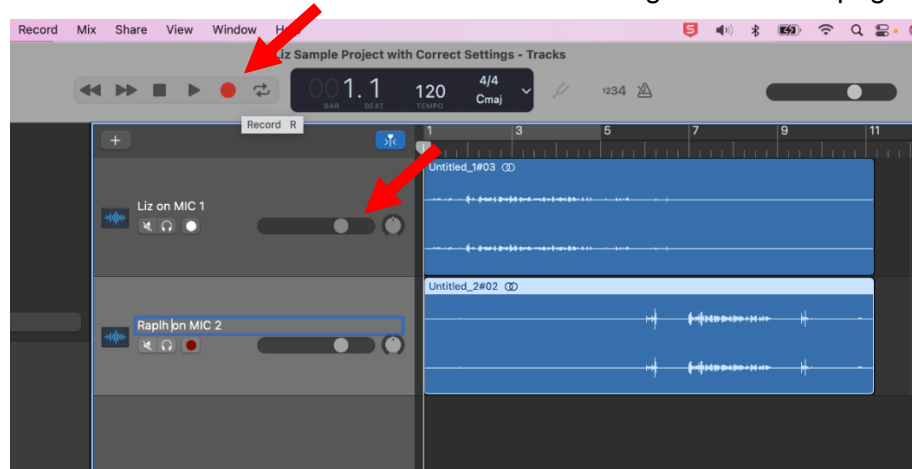 Record Mix Share View Window
Liz Sample Project with Correct Settings - Tracks
001.1 120 4/4
BAR BEAT TEMPO Cmaj
1234
Record R
1 3 5 7 9 11
Untitled_1#03
Liz on MIC 1
Untitled_2#02
Raplh on MIC 2